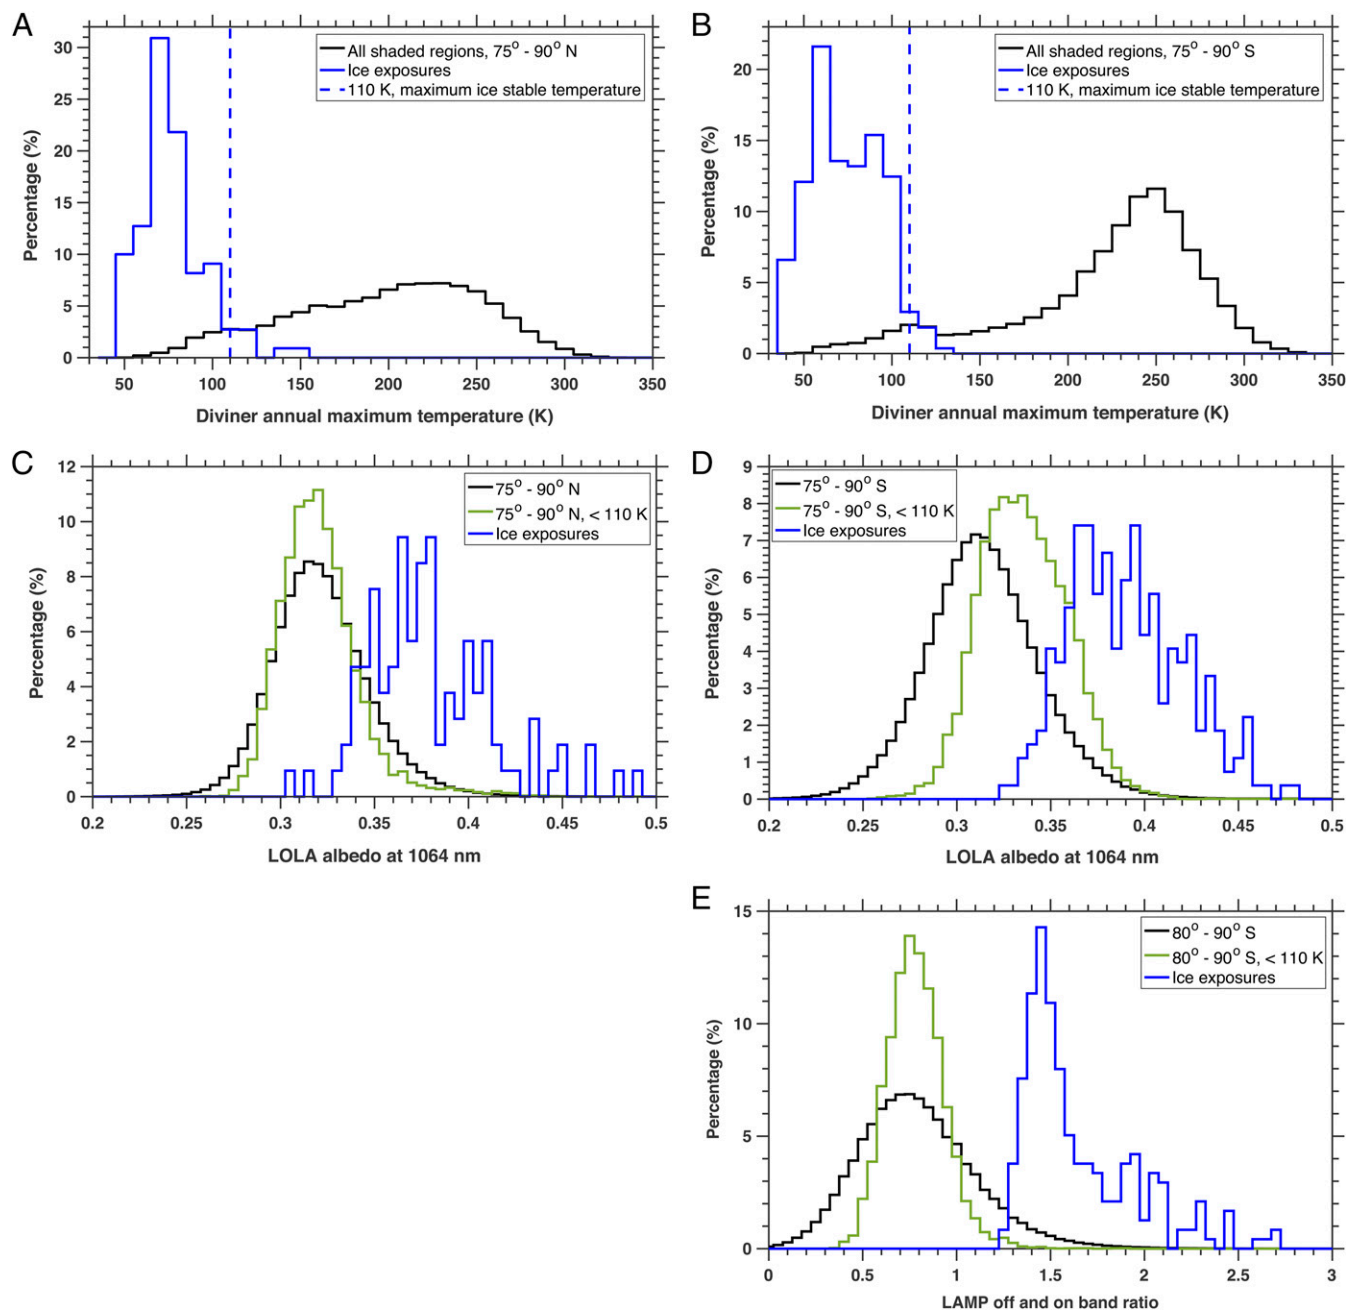 A
B
All shaded regions, 75° - 90° N
Ice exposures
110 K, maximum ice stable temperature
All shaded regions, 75° - 90° S
Ice exposures
110 K, maximum ice stable temperature
Percentage (%)
30
25
20
15
10
5
0
50 100 150 200 250 300 350
Diviner annual maximum temperature (K)
Percentage (%)
20
15
10
5
0
50 100 150 200 250 300 350
Diviner annual maximum temperature (K)
C
D
75° - 90° N
75° - 90° N, < 110 K
Ice exposures
75° - 90° S
75° - 90° S, < 110 K
Ice exposures
Percentage (%)
12
10
8
6
4
2
0
0.2 0.25 0.3 0.35 0.4 0.45 0.5
LOLA albedo at 1064 nm
Percentage (%)
9
8
7
6
5
4
3
2
1
0
0.2 0.25 0.3 0.35 0.4 0.45 0.5
LOLA albedo at 1064 nm
E
80° - 90° S
80° - 90° S, < 110 K
Ice exposures
Percentage (%)
15
10
5
0
0 0.5 1 1.5 2 2.5 3
LAMP off and on band ratio